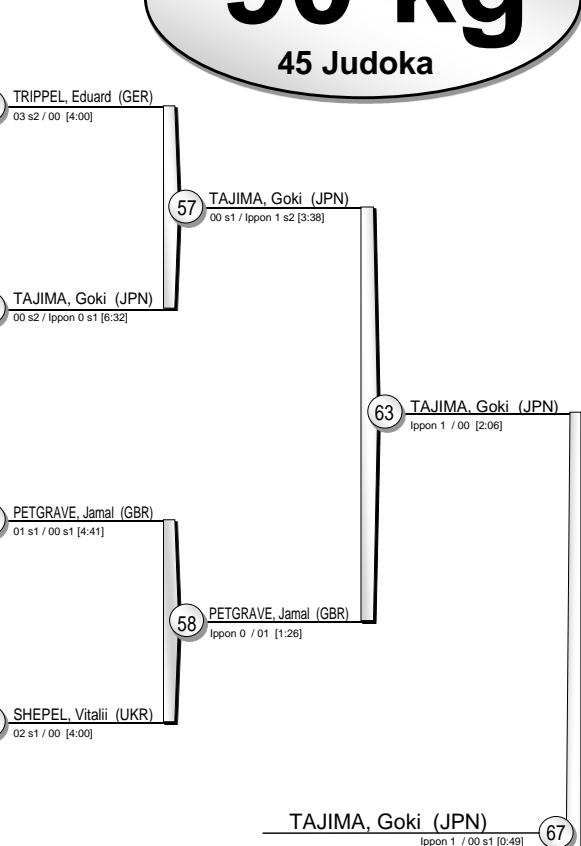 90 kg
45 Judoka
TRIPPEL, Eduard (GER)
03 s2 / 00 [4:00]
57
TAJIMA, Goki (JPN)
00 s1 / Ippon 1 s2 [3:38]
TAJIMA, Goki (JPN)
00 s2 / Ippon 0 s1 [6:32]
63
TAJIMA, Goki (JPN)
Ippon 1 / 00 [2:06]
PETGRAVE, Jamal (GBR)
01 s1 / 00 s1 [4:41]
58
PETGRAVE, Jamal (GBR)
Ippon 0 / 01 [1:26]
SHEPEL, Vitalii (UKR)
02 s1 / 00 [4:00]
TAJIMA, Goki (JPN)
67
Ippon 1 / 00 s1 [0:49]